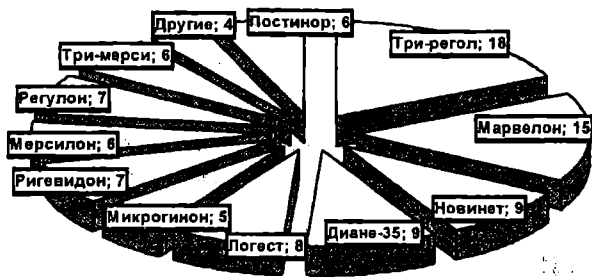 Другие; 4
Постинор; 6
Три-мерси; 6
Три-регол; 18
Регулон; 7
Марвелон; 15
Мерсилон; 6
Ригевидон; 7
Новинет; 9
Микрогинон; 5
Диане-35; 9
Логест; 8